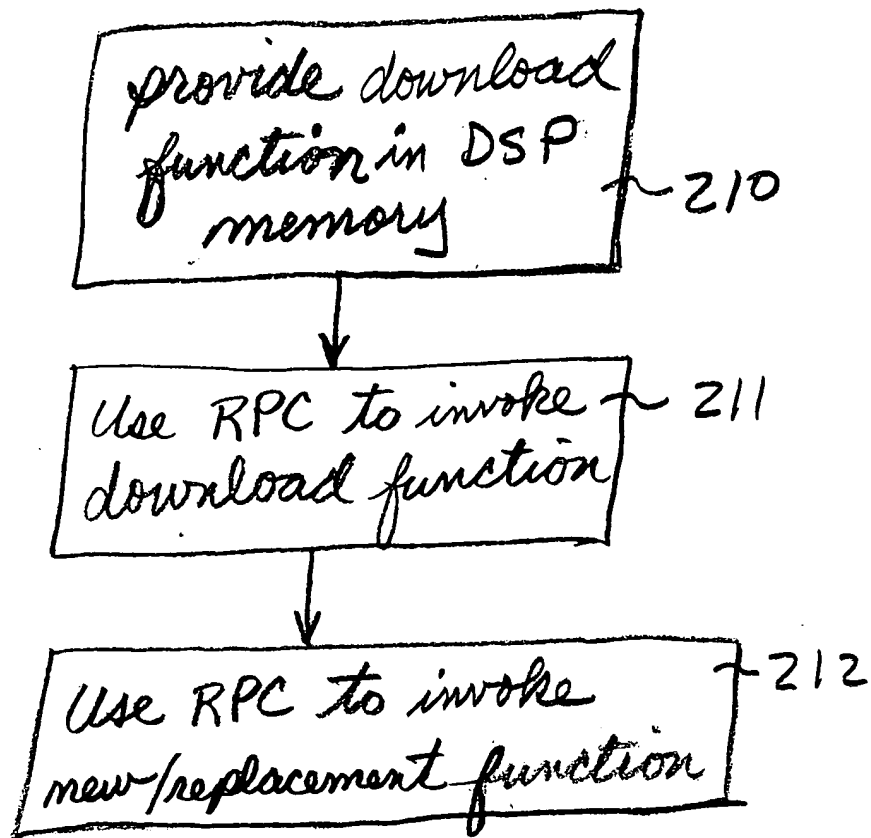 provide download
function in DSP
memory
210
Use RPC to invoke
download function
211
Use RPC to invoke
new/replacement function
212